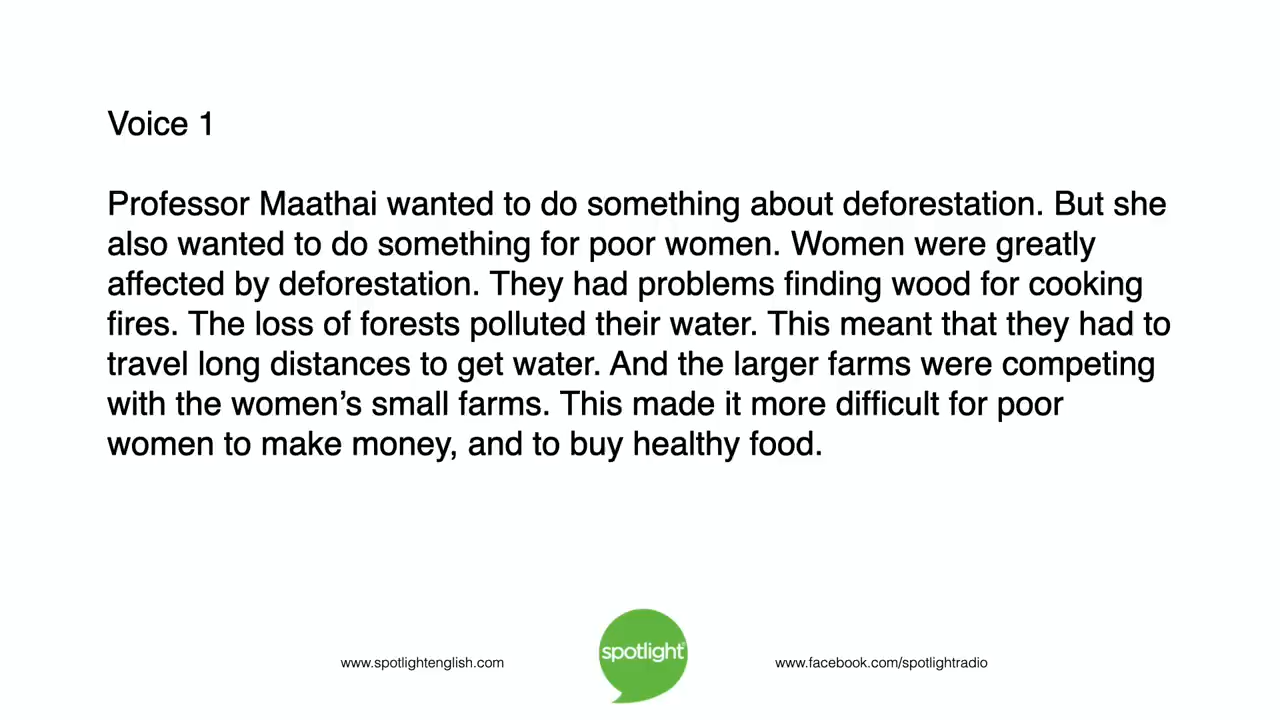 Voice 1
Professor Maathai wanted to do something about deforestation. But she
also wanted to do something for poor women. Women were greatly
affected by deforestation. They had problems finding wood for cooking
fires. The loss of forests polluted their water. This meant that they had to
travel long distances to get water. And the larger farms were competing
with the women’s small farms. This made it more difficult for poor
women to make money, and to buy healthy food.
www.spotlightenglish.com
spotlight®
www.facebook.com/spotlightradio